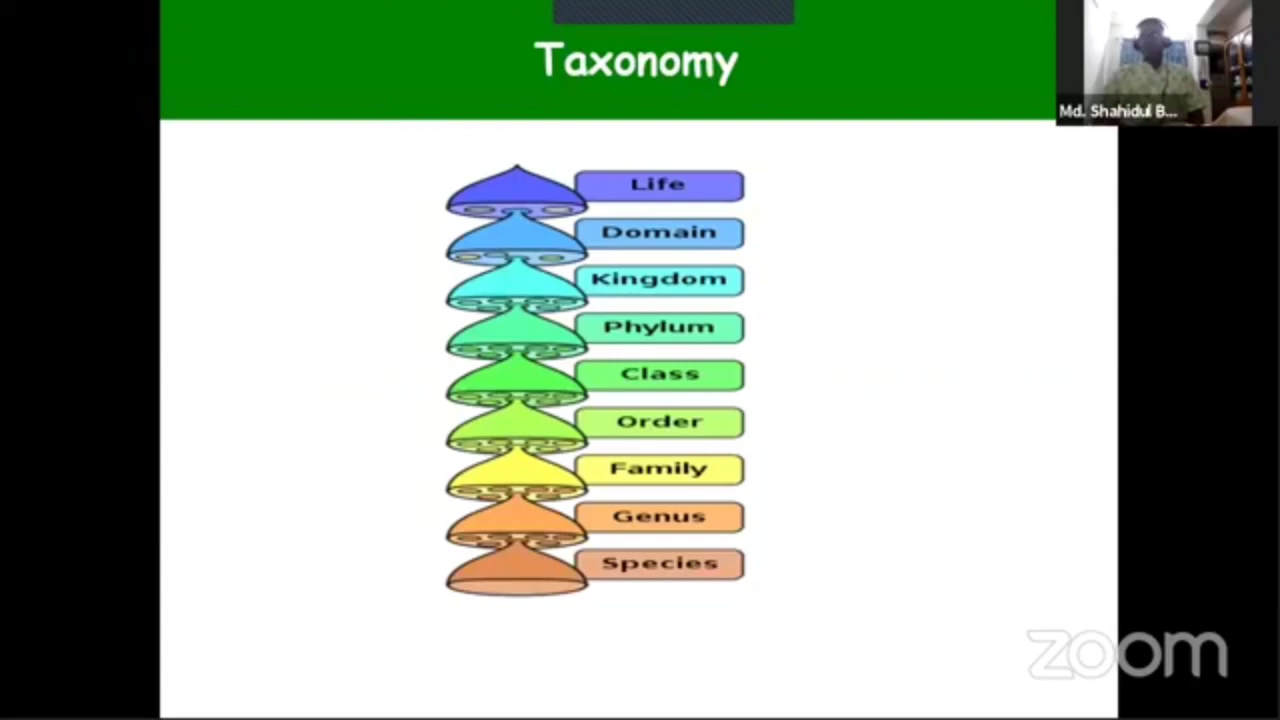 Taxonomy
Md. Shahidul B...
Life
Domain
Kingdom
Phylum
Class
Order
Family
Genus
Species
zoom